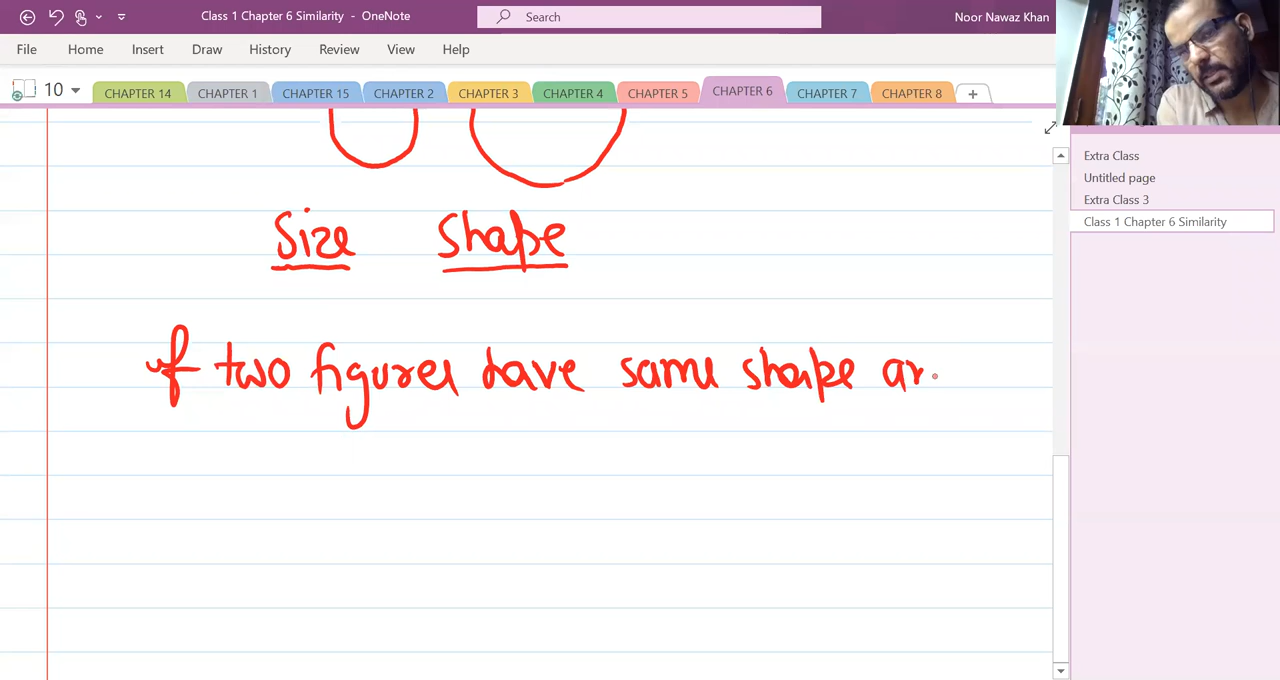 Class 1 Chapter 6 Similarity - OneNote
Search
Noor Nawaz Khan
File Home Insert Draw History Review View Help
10 CHAPTER 14 CHAPTER 1 CHAPTER 15 CHAPTER 2 CHAPTER 3 CHAPTER 4 CHAPTER 5 CHAPTER 6 CHAPTER 7 CHAPTER 8
Extra Class
Untitled page
Extra Class 3
Class 1 Chapter 6 Similarity
Size Shape
if two figures have same shape an